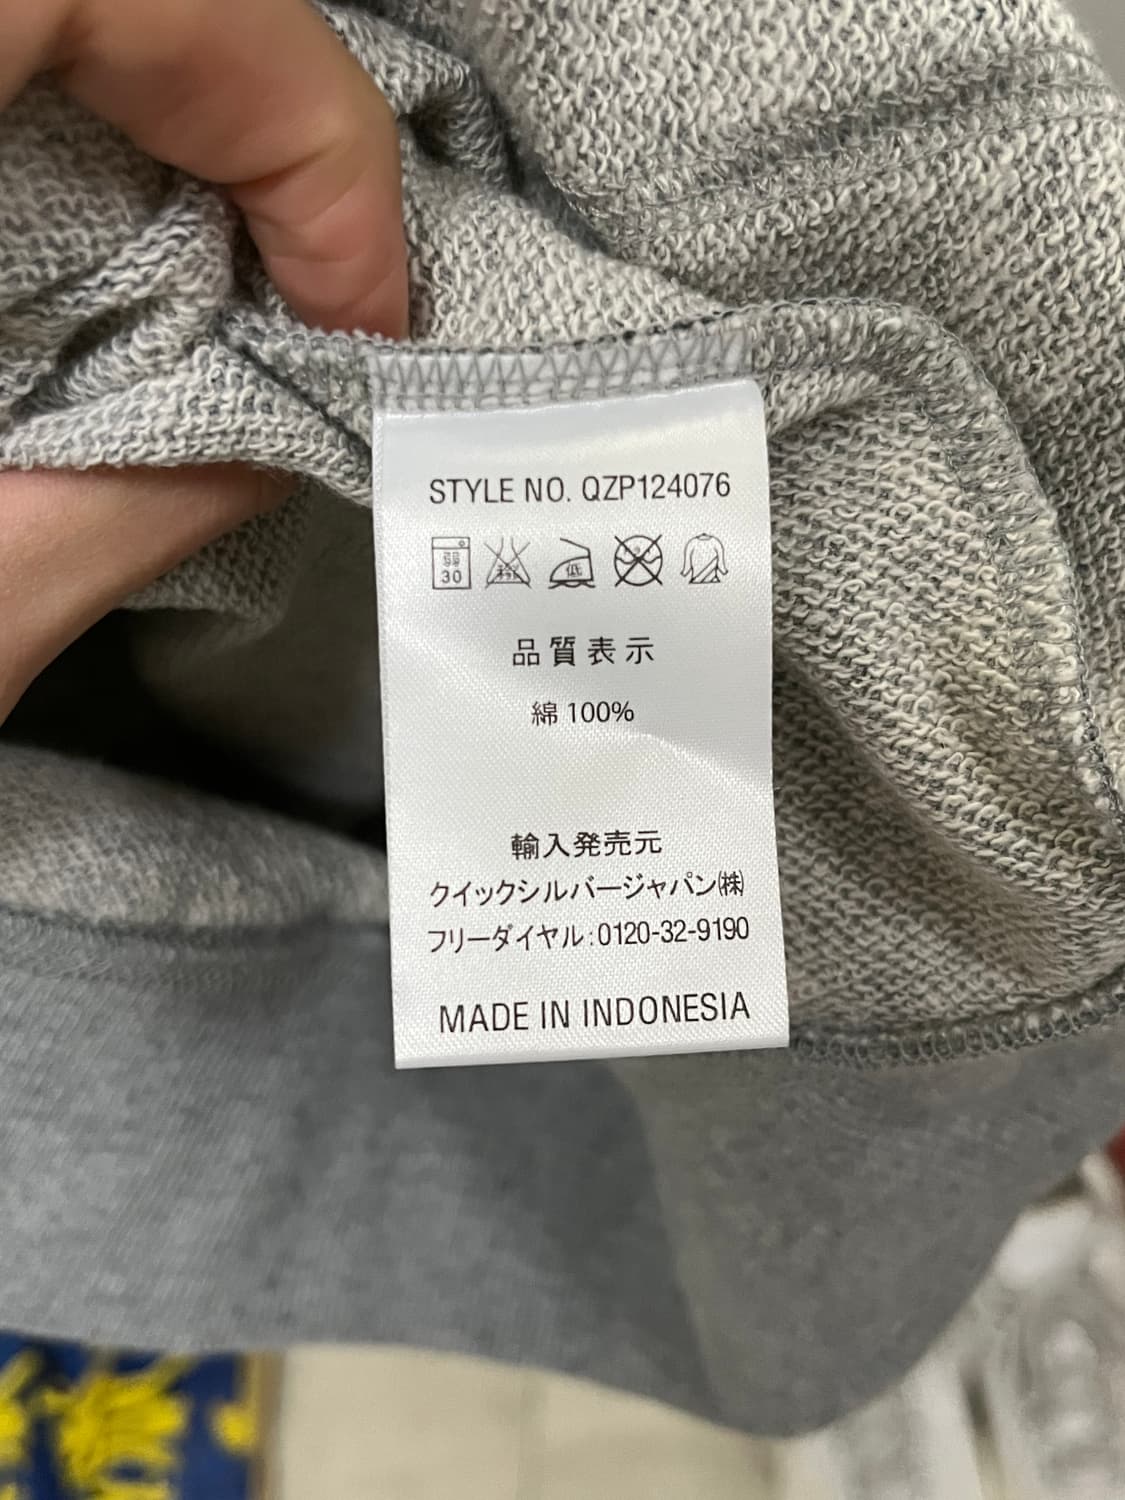 STYLE NO. QZP124076
30 低
品質表示
綿 100%
輸入発売元
クイックシルバージャパン㈱
フリーダイヤル:0120-32-9190
MADE IN INDONESIA